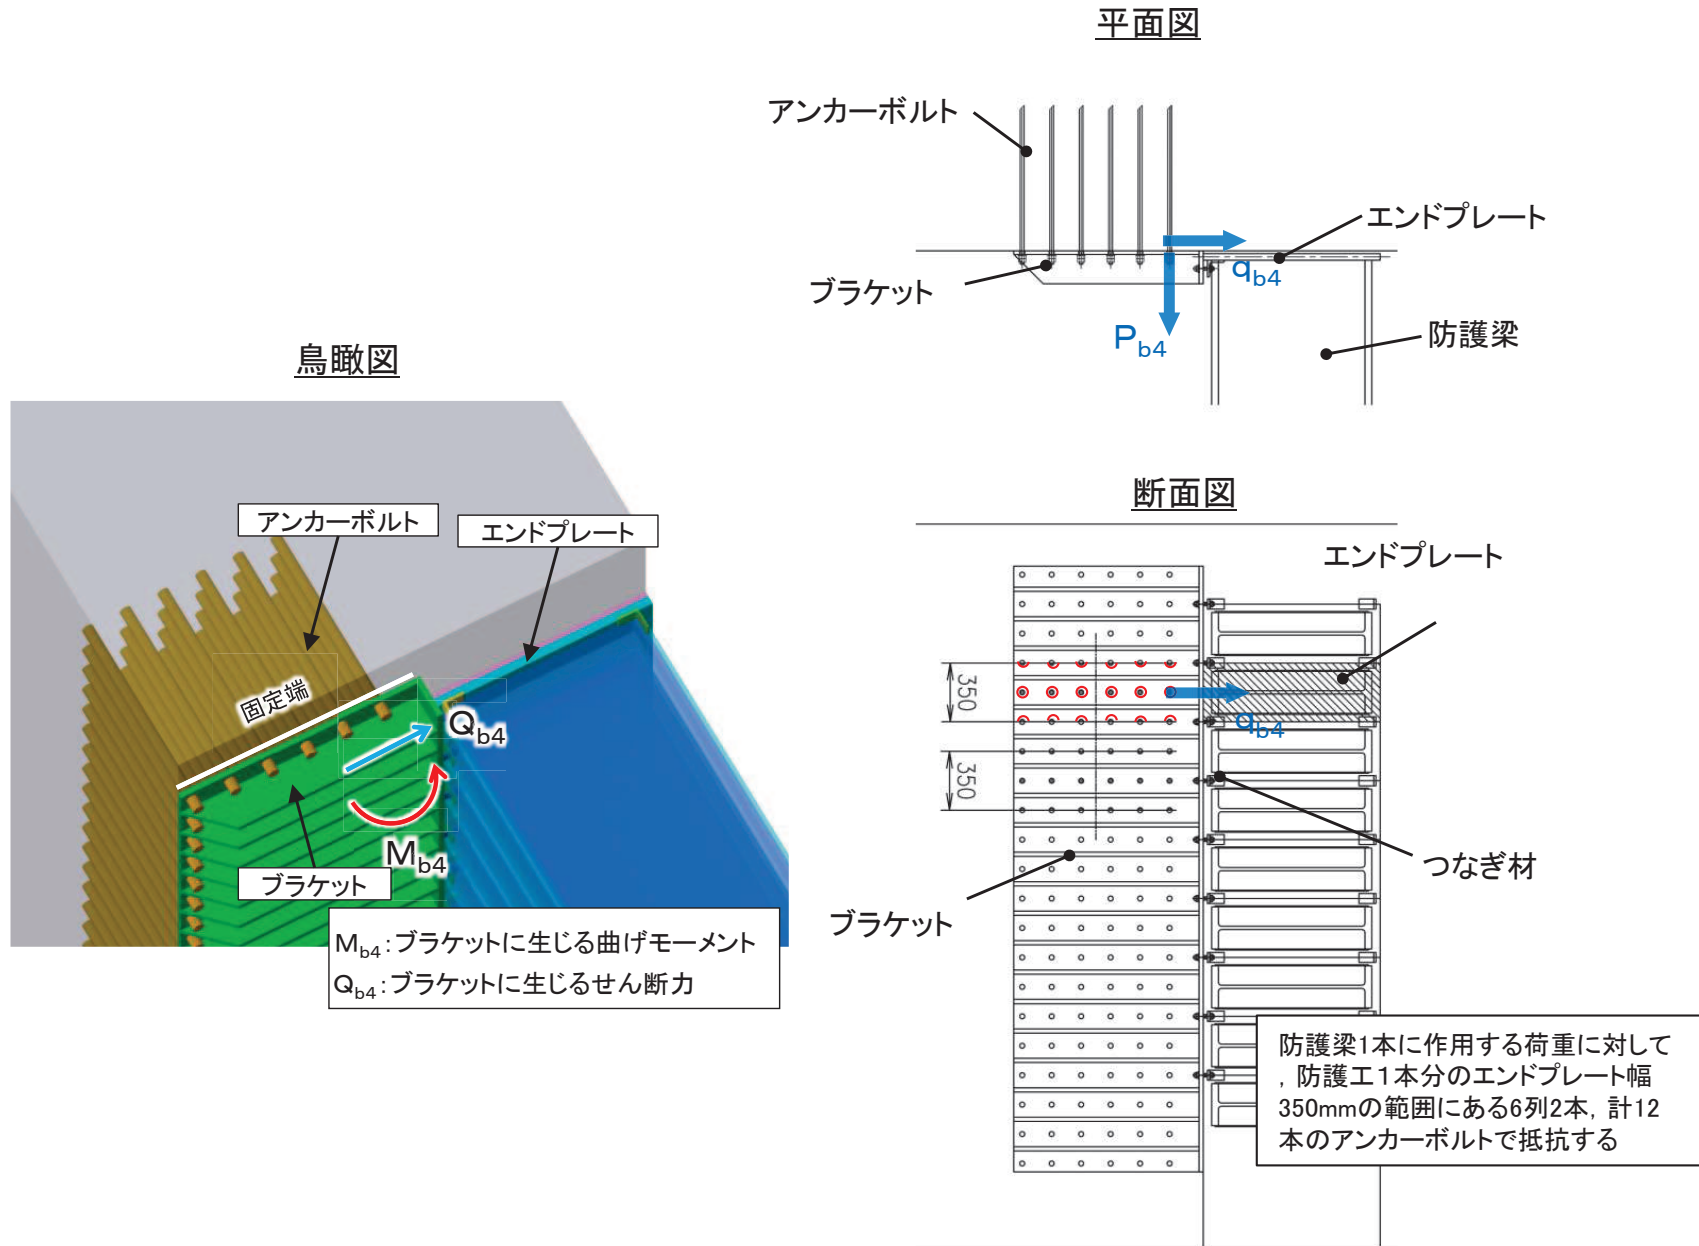 平面図
アンカーボルト
エンドプレート
ブラケット
qb4
Pb4
防護梁
鳥瞰図
アンカーボルト
エンドプレート
固定端
Qb4
Mb4
ブラケット
Mb4：ブラケットに生じる曲げモーメント
Qb4：ブラケットに生じるせん断力
断面図
エンドプレート
350
qb4
350
つなぎ材
ブラケット
防護梁1本に作用する荷重に対して
，防護工１本分のエンドプレート幅
350mmの範囲にある6列2本，計12
本のアンカーボルトで抵抗する